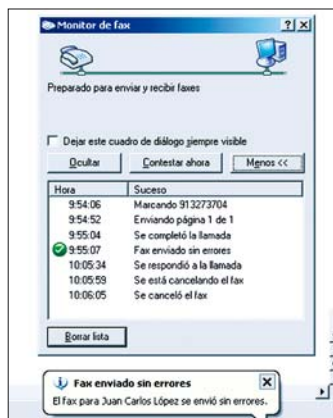 Monitor de fax
Preparado para enviar y recibir faxes
Dejar este cuadro de diálogo siempre visible
Ocultar Contestar ahora Menos <<
Hora Suceso
9:54:06 Marcando 913273704
9:54:52 Enviando página 1 de 1
9:55:04 Se completó la llamada
9:55:07 Fax enviado sin errores
10:05:34 Se respondió a la llamada
10:05:59 Se está cancelando el fax
10:06:05 Se canceló el fax
Borrar lista
Fax enviado sin errores
El fax para Juan Carlos López se envió sin errores.